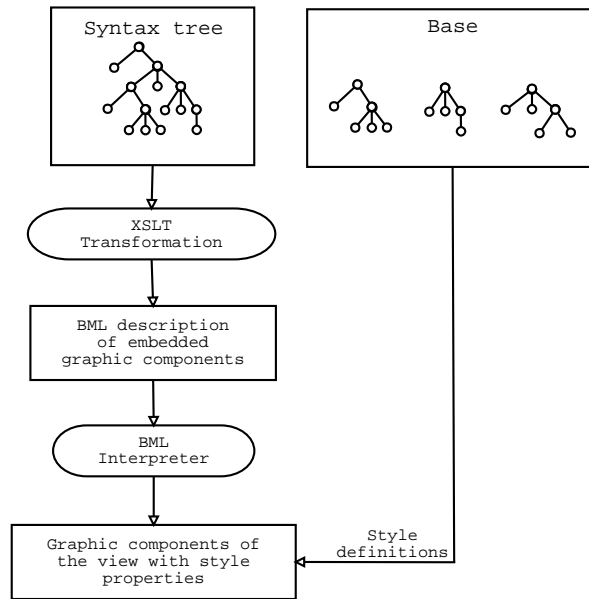 Syntax tree
Base
XSLT
Transformation
BML description
of embedded
graphic components
BML
Interpreter
Style
definitions
Graphic components of
the view with style
properties